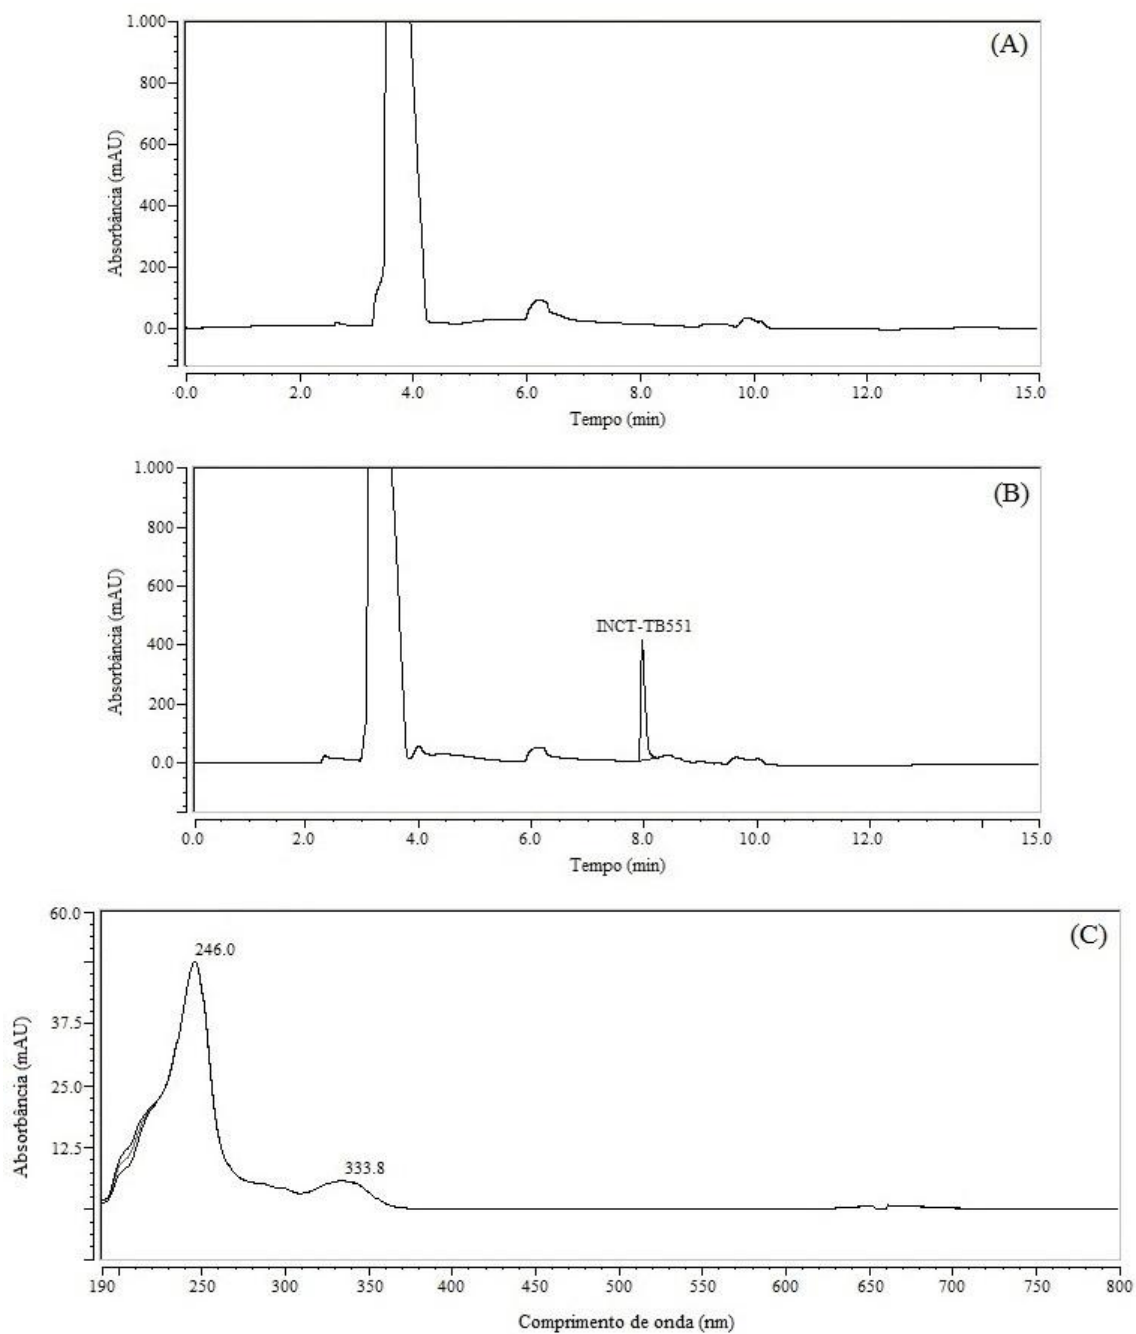 (A)
1.000
800
600
400
200
0.0
Absorbância (mAU)
0.0 2.0 4.0 6.0 8.0 10.0 12.0 15.0
Tempo (min)
(B)
1.000
800
600
400
200
0.0
Absorbância (mAU)
INCT-TB551
0.0 2.0 4.0 6.0 8.0 10.0 12.0 15.0
Tempo (min)
(C)
60.0
37.5
25.0
12.5
Absorbância (mAU)
246.0
333.8
190 250 300 350 400 450 500 550 600 650 700 750 800
Comprimento de onda (nm)